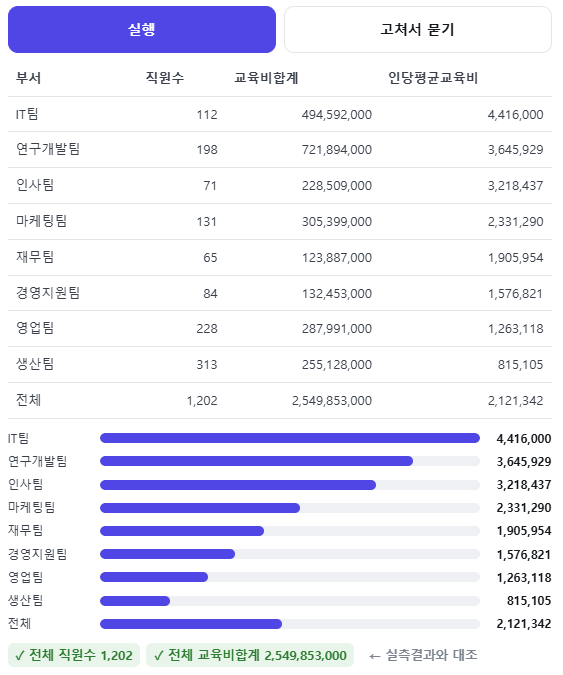 실행 고쳐서 묻기
부서 직원수 교육비합계 인당평균교육비
IT팀 112 494,592,000 4,416,000
연구개발팀 198 721,894,000 3,645,929
인사팀 71 228,509,000 3,218,437
마케팅팀 131 305,399,000 2,331,290
재무팀 65 123,887,000 1,905,954
경영지원팀 84 132,453,000 1,576,821
영업팀 228 287,991,000 1,263,118
생산팀 313 255,128,000 815,105
전체 1,202 2,549,853,000 2,121,342
IT팀 4,416,000
연구개발팀 3,645,929
인사팀 3,218,437
마케팅팀 2,331,290
재무팀 1,905,954
경영지원팀 1,576,821
영업팀 1,263,118
생산팀 815,105
전체 2,121,342
✓ 전체 직원수 1,202 ✓ 전체 교육비합계 2,549,853,000 ← 실측결과와 대조